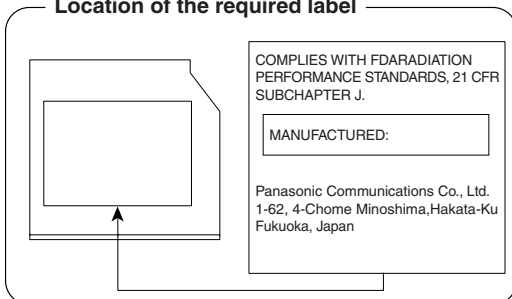 Location of the required label
COMPLIES WITH FDARADIATION
PERFORMANCE STANDARDS, 21 CFR
SUBCHAPTER J.
MANUFACTURED:
Panasonic Communications Co., Ltd.
1-62, 4-Chome Minoshima,Hakata-Ku
Fukuoka, Japan